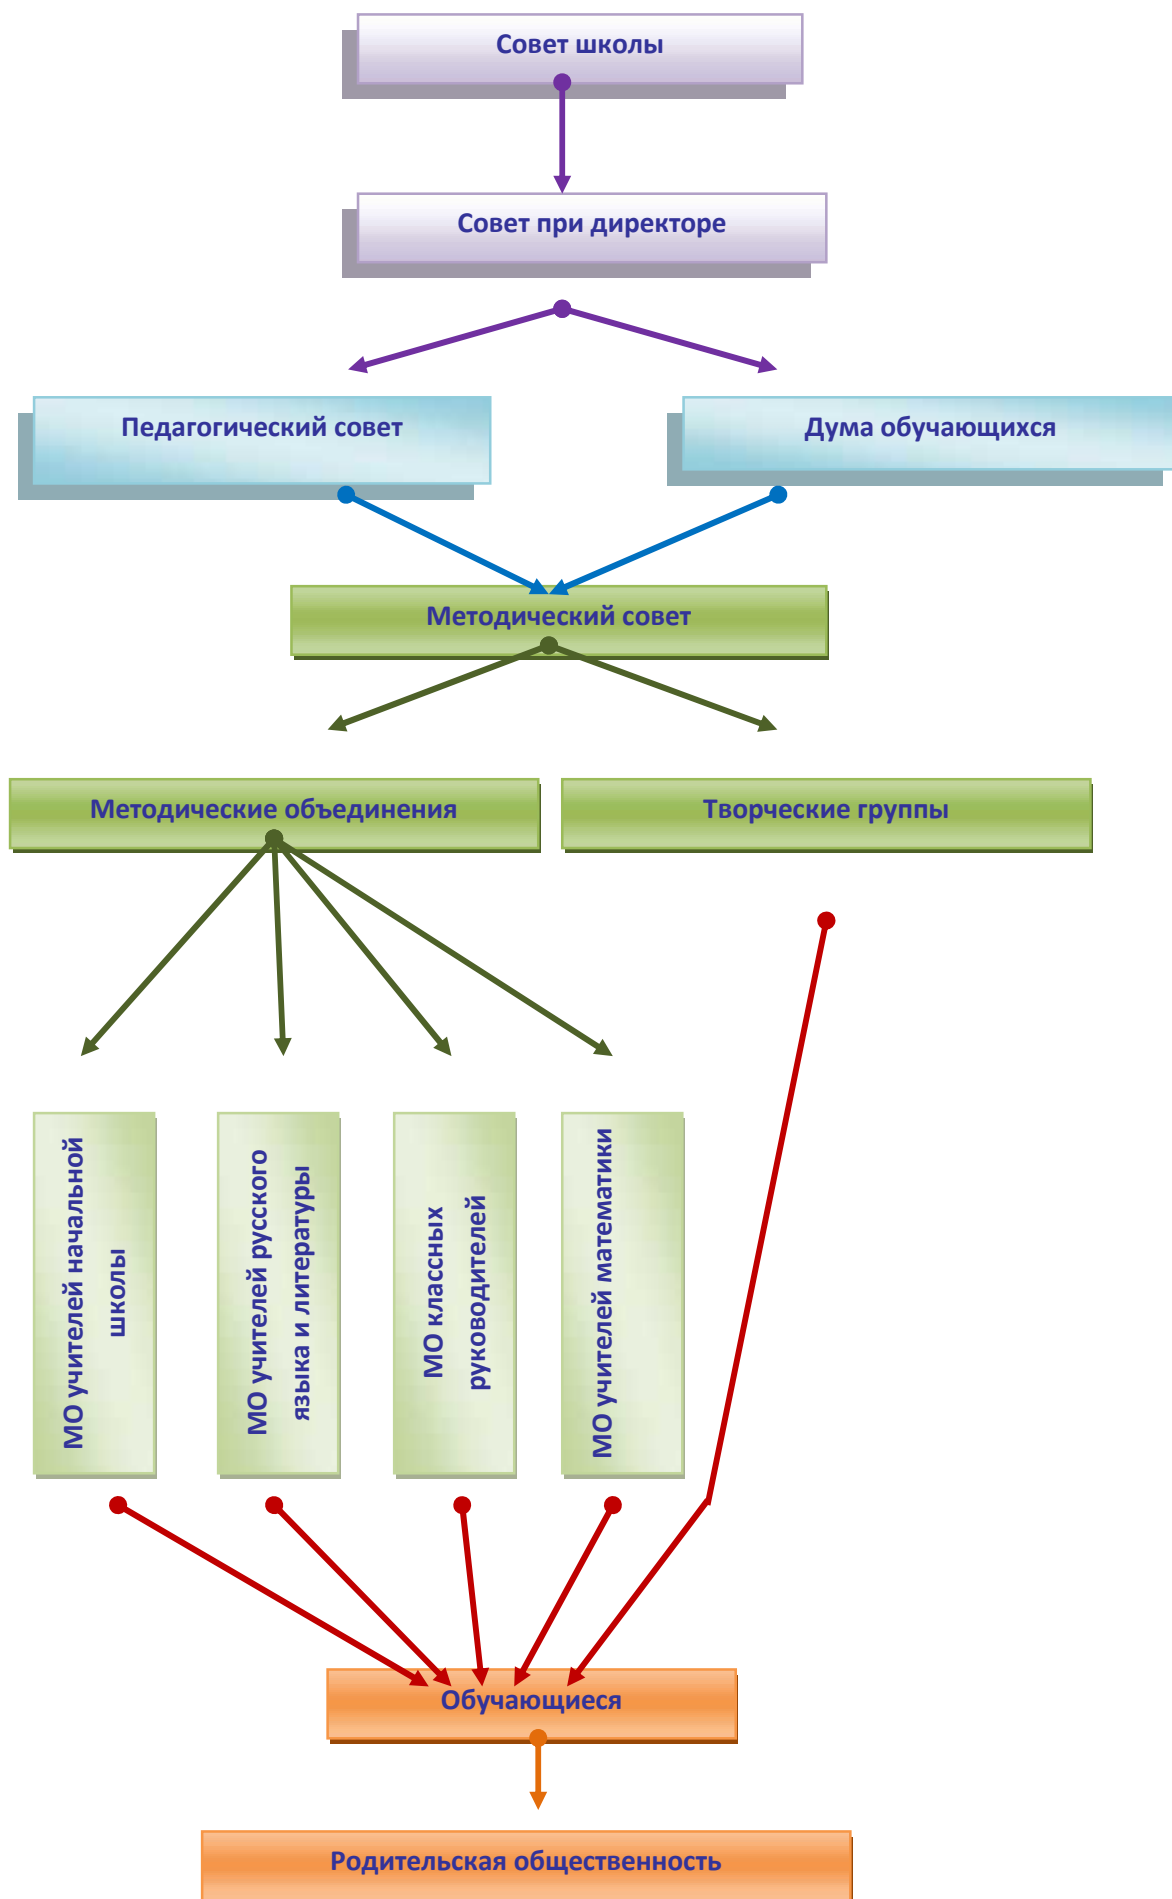 Совет школы
Совет при директоре
Педагогический совет
Дума обучающихся
Методический совет
Методические объединения
Творческие группы
МО учителей начальной
школы
МО учителей русского
языка и литературы
МО классных
руководителей
МО учителей математики
Обучающиеся
Родительская общественность